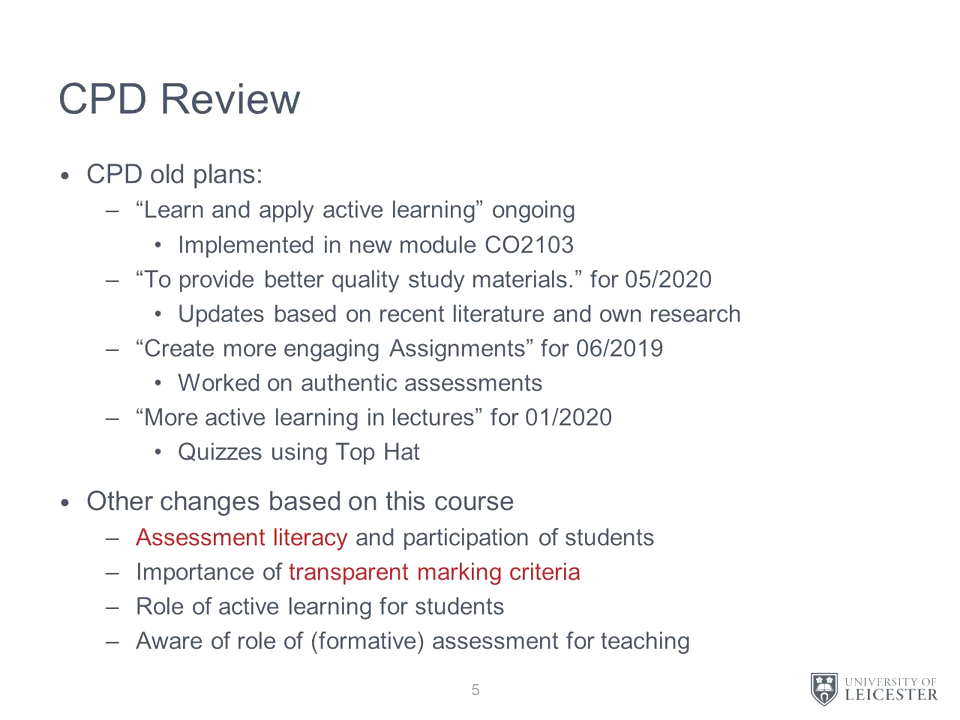 CPD Review
• CPD old plans:
– “Learn and apply active learning” ongoing
• Implemented in new module CO2103
– “To provide better quality study materials.” for 05/2020
• Updates based on recent literature and own research
– “Create more engaging Assignments” for 06/2019
• Worked on authentic assessments
– “More active learning in lectures” for 01/2020
• Quizzes using Top Hat
• Other changes based on this course
– Assessment literacy and participation of students
– Importance of transparent marking criteria
– Role of active learning for students
– Aware of role of (formative) assessment for teaching
5
UNIVERSITY OF
LEICESTER